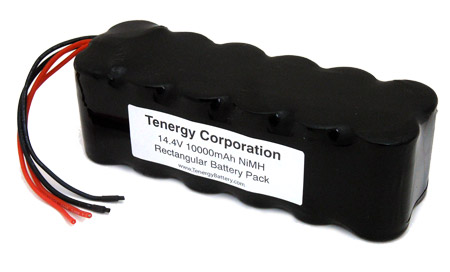 Tenergy Corporation
14.4V 10000mAh NiMH
Rectangular Battery Pack
www.TenergyBattery.com